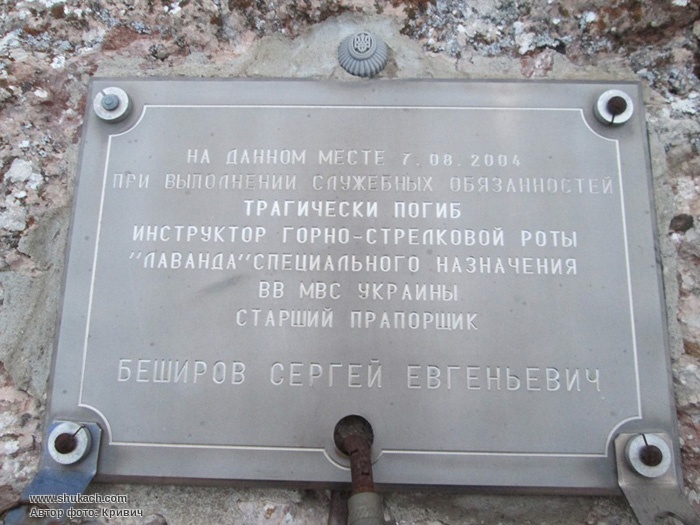 НА ДАННОМ МЕСТЕ 7.08.2004
ПРИ ВЫПОЛНЕНИИ СЛУЖЕБНЫХ ОБЯЗАННОСТЕЙ
ТРАГИЧЕСКИ ПОГИБ
ИНСТРУКТОР ГОРНО-СТРЕЛКОВОЙ РОТЫ
"ЛАВАНДА" СПЕЦИАЛЬНОГО НАЗНАЧЕНИЯ
ВВ МВС УКРАИНЫ
СТАРШИЙ ПРАПОРЩИК
БЕШИРОВ СЕРГЕЙ ЕВГЕНЬЕВИЧ
www.shukach.com
Автор фото: Кривич